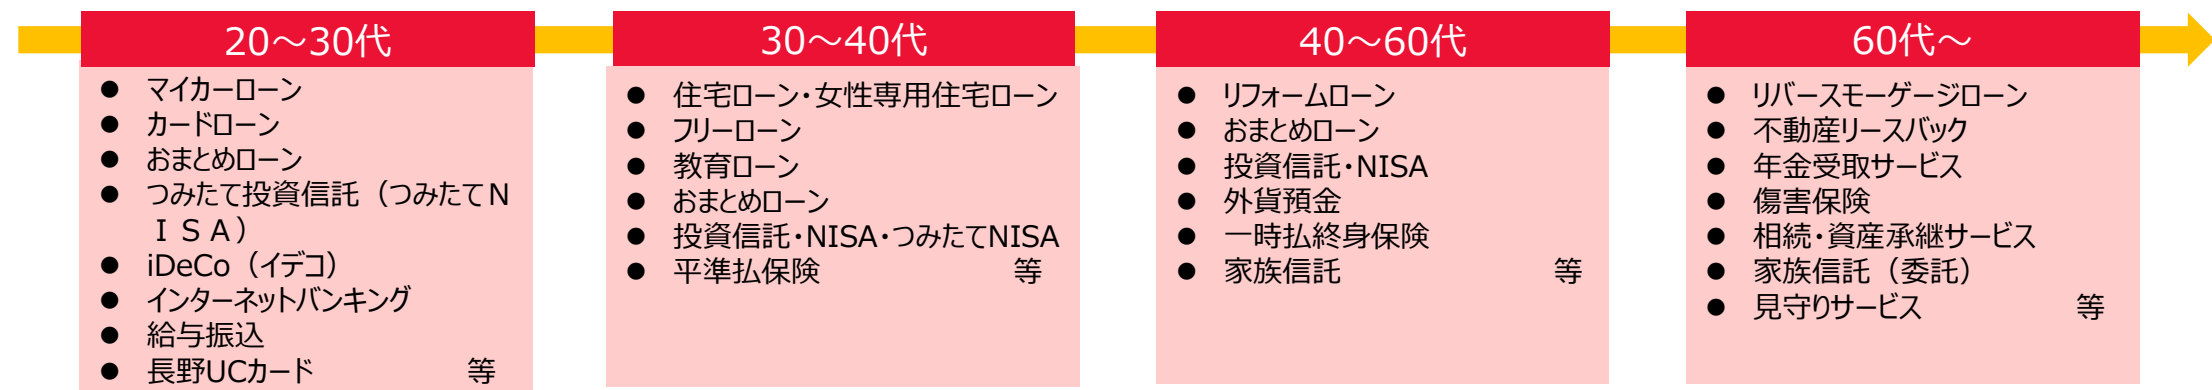 20～30代
● マイカーローン
● カードローン
● おまとめローン
● つみたて投資信託（つみたてＮ
ＩＳＡ）
● iDeCo（イデコ）
● インターネットバンキング
● 給与振込
● 長野UCカード 等
30～40代
● 住宅ローン・女性専用住宅ローン
● フリーローン
● 教育ローン
● おまとめローン
● 投資信託・NISA・つみたてNISA
● 平準払保険 等
40～60代
● リフォームローン
● おまとめローン
● 投資信託・NISA
● 外貨預金
● 一時払終身保険
● 家族信託 等
60代～
● リバースモーゲージローン
● 不動産リースバック
● 年金受取サービス
● 傷害保険
● 相続・資産承継サービス
● 家族信託（委託）
● 見守りサービス 等